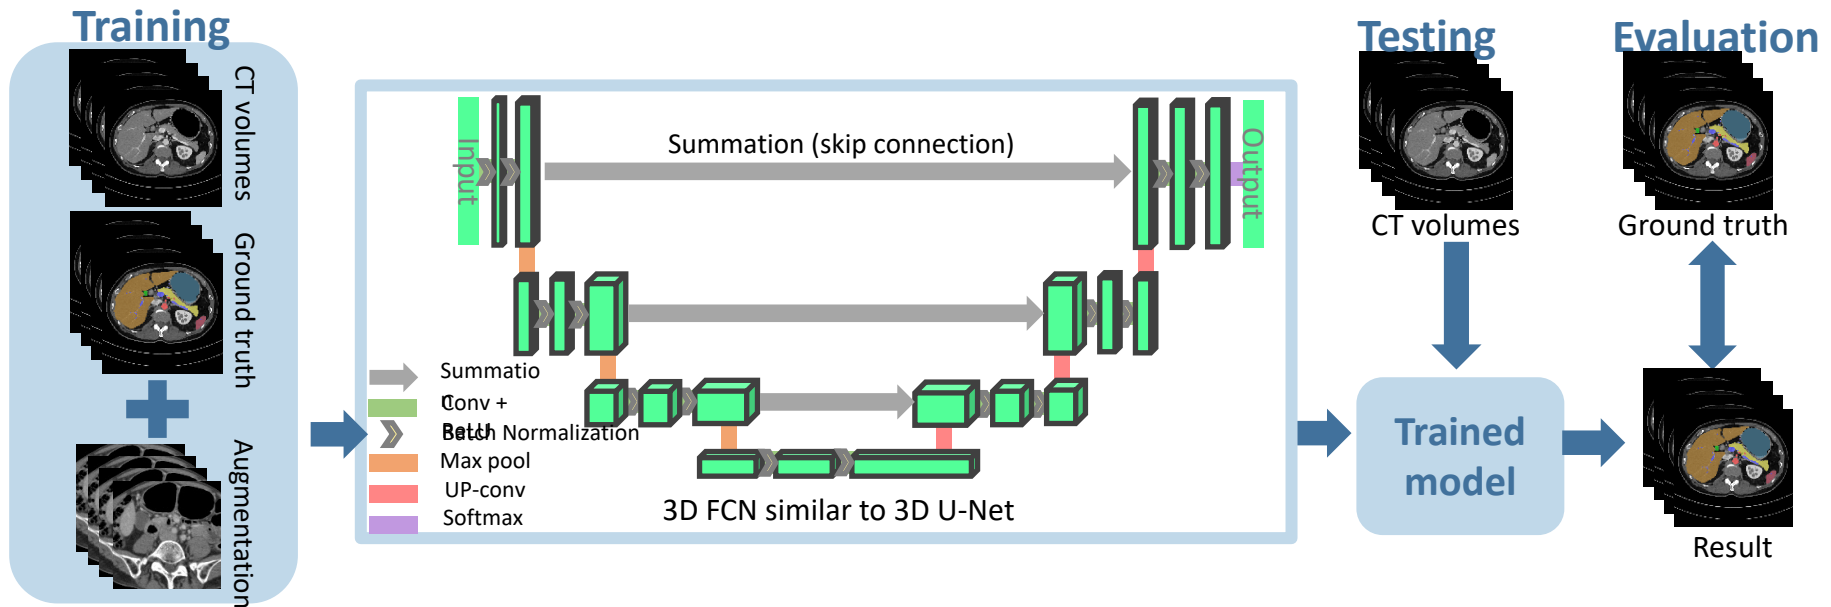 Training
CT volumes
Ground truth
Augmentation
Input
Summation (skip connection)
Output
Summatio
n
Conv +
ReLU
Batch Normalization
Max pool
UP-conv
Softmax
3D FCN similar to 3D U-Net
Testing
CT volumes
Trained
model
Evaluation
Ground truth
Result